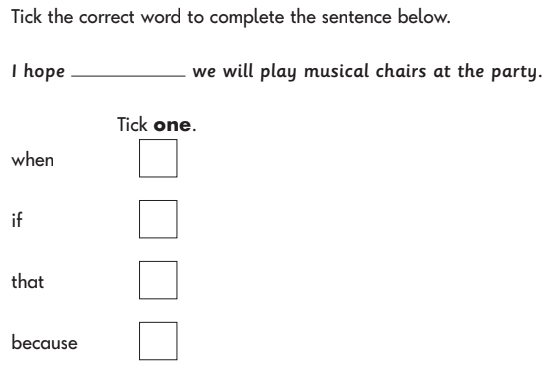 Tick the correct word to complete the sentence below.
I hope ____________ we will play musical chairs at the party.
Tick one.
when
if
that
because